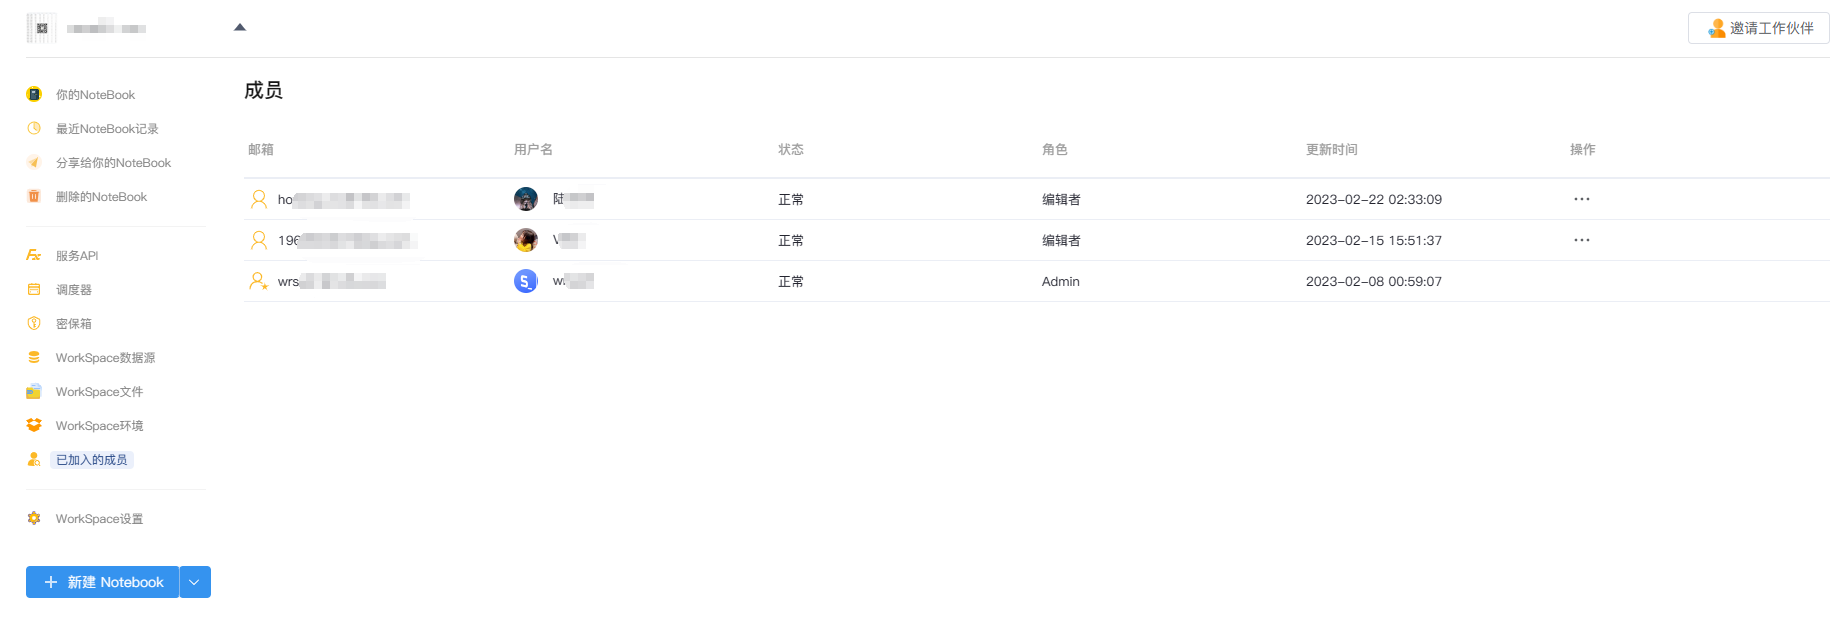 邀请工作伙伴
你的NoteBook
最近NoteBook记录
分享给你的NoteBook
删除的NoteBook
服务API
调度器
密保箱
WorkSpace数据源
WorkSpace文件
WorkSpace环境
已加入的成员
WorkSpace设置
新建 Notebook
成员
邮箱 用户名 状态 角色 更新时间 操作
ho 陆 正常 编辑者 2023-02-22 02:33:09
196 V 正常 编辑者 2023-02-15 15:51:37
wrs w 正常 Admin 2023-02-08 00:59:07